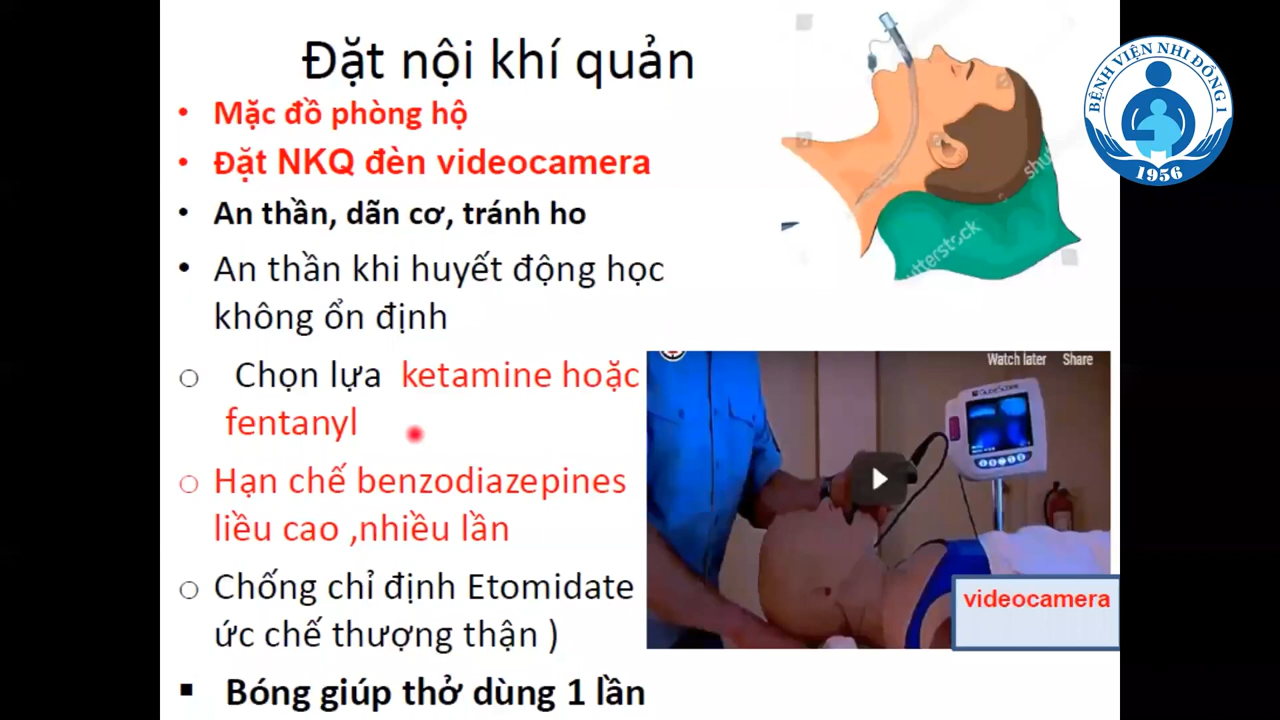 Đặt nội khí quản
• Mặc đồ phòng hộ
• Đặt NKQ đèn videocamera
• An thần, dãn cơ, tránh ho
• An thần khi huyết động học
không ổn định
○ Chọn lựa ketamine hoặc
fentanyl
○ Hạn chế benzodiazepines
liều cao ,nhiều lần
○ Chống chỉ định Etomidate
ức chế thượng thận )
▪ Bóng giúp thở dùng 1 lần
shutterstock
BỆNH VIỆN NHI ĐỒNG 1
1956
Watch later Share
GlideScope
videocamera